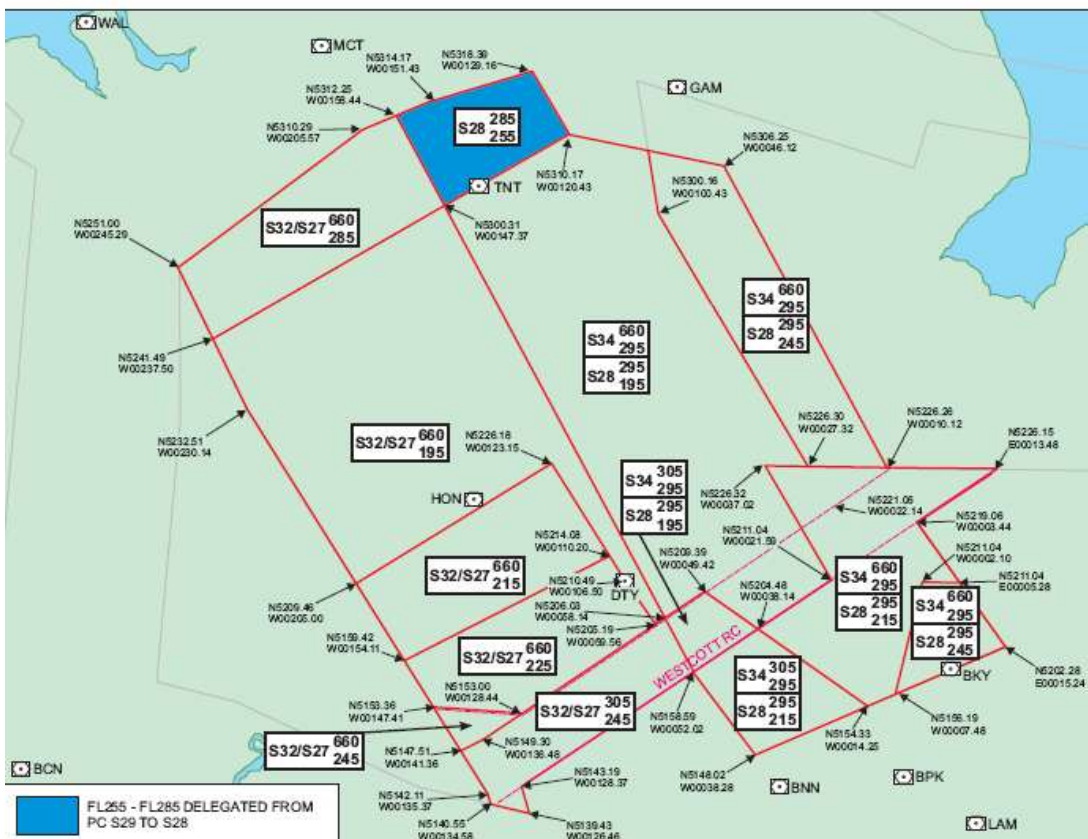 WAL
MCT
N5314.17
W00151.43
N5318.39
W00129.16
GAM
N5312.25
W00158.44
N5310.29
W00205.57
S28 285
255
N5306.25
W00046.12
N5310.17
W00120.43
TNT
N5300.16
W00100.43
N5300.31
W00147.37
S32/S27 660
285
N5251.00
W00245.29
S34 660
295
S28 295
245
S34 660
295
S28 295
195
N5241.49
W00237.50
N5232.51
W00230.14
S32/S27 660
195
N5226.18
W00123.15
N5226.30
W00027.32
N5226.26
W00010.12
N5226.15
E00013.48
HON
S34 305
295
S28 295
195
N5226.32
W00037.02
N5221.05
W00022.14
N5219.06
W00003.44
N5214.08
W00110.20
N5211.04
W00021.59
N5209.39
W00049.42
N5211.04
W00002.10
N5211.04
E00005.28
S32/S27 660
215
N5210.49
W00106.50
DTY
N5209.46
W00205.00
N5206.03
W00058.14
N5205.19
W00059.56
N5204.48
W00038.14
S34 660
295
S28 295
215
S34 660
295
S28 295
245
WESTCOTT RC
N5159.42
W00154.11
S32/S27 660
225
BKY
N5202.28
E00015.24
N5153.00
W00128.44
N5153.36
W00147.41
S32/S27 305
245
S34 305
295
S28 295
215
N5158.59
W00052.02
N5156.19
W00007.48
N5154.33
W00014.25
S32/S27 660
245
N5147.51
W00141.36
N5149.30
W00136.48
N5148.02
W00038.28
BCN
N5143.19
W00128.37
BNN
BPK
N5142.11
W00135.37
N5140.55
W00134.58
N5139.43
W00126.46
LAM
FL255 - FL285 DELEGATED FROM
PC S29 TO S28